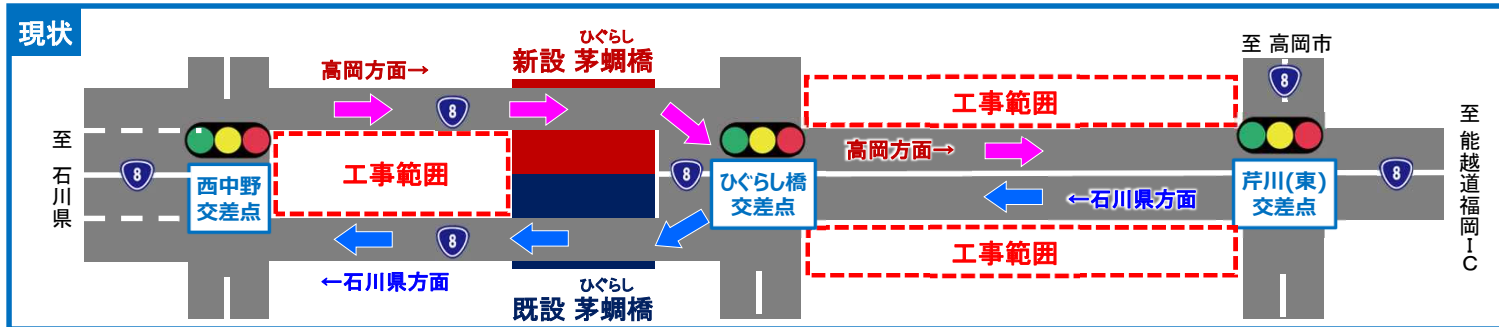 現状
ひぐらし
新設 茅蜩橋
高岡方面→
8
至 石川県
8
西中野
交差点
工事範囲
8
←石川県方面
ひぐらし
既設 茅蜩橋
8
ひぐらし橋
交差点
工事範囲
高岡方面→
←石川県方面
工事範囲
至 高岡市
8
芹川(東)
交差点
8
至 能越道福岡IC